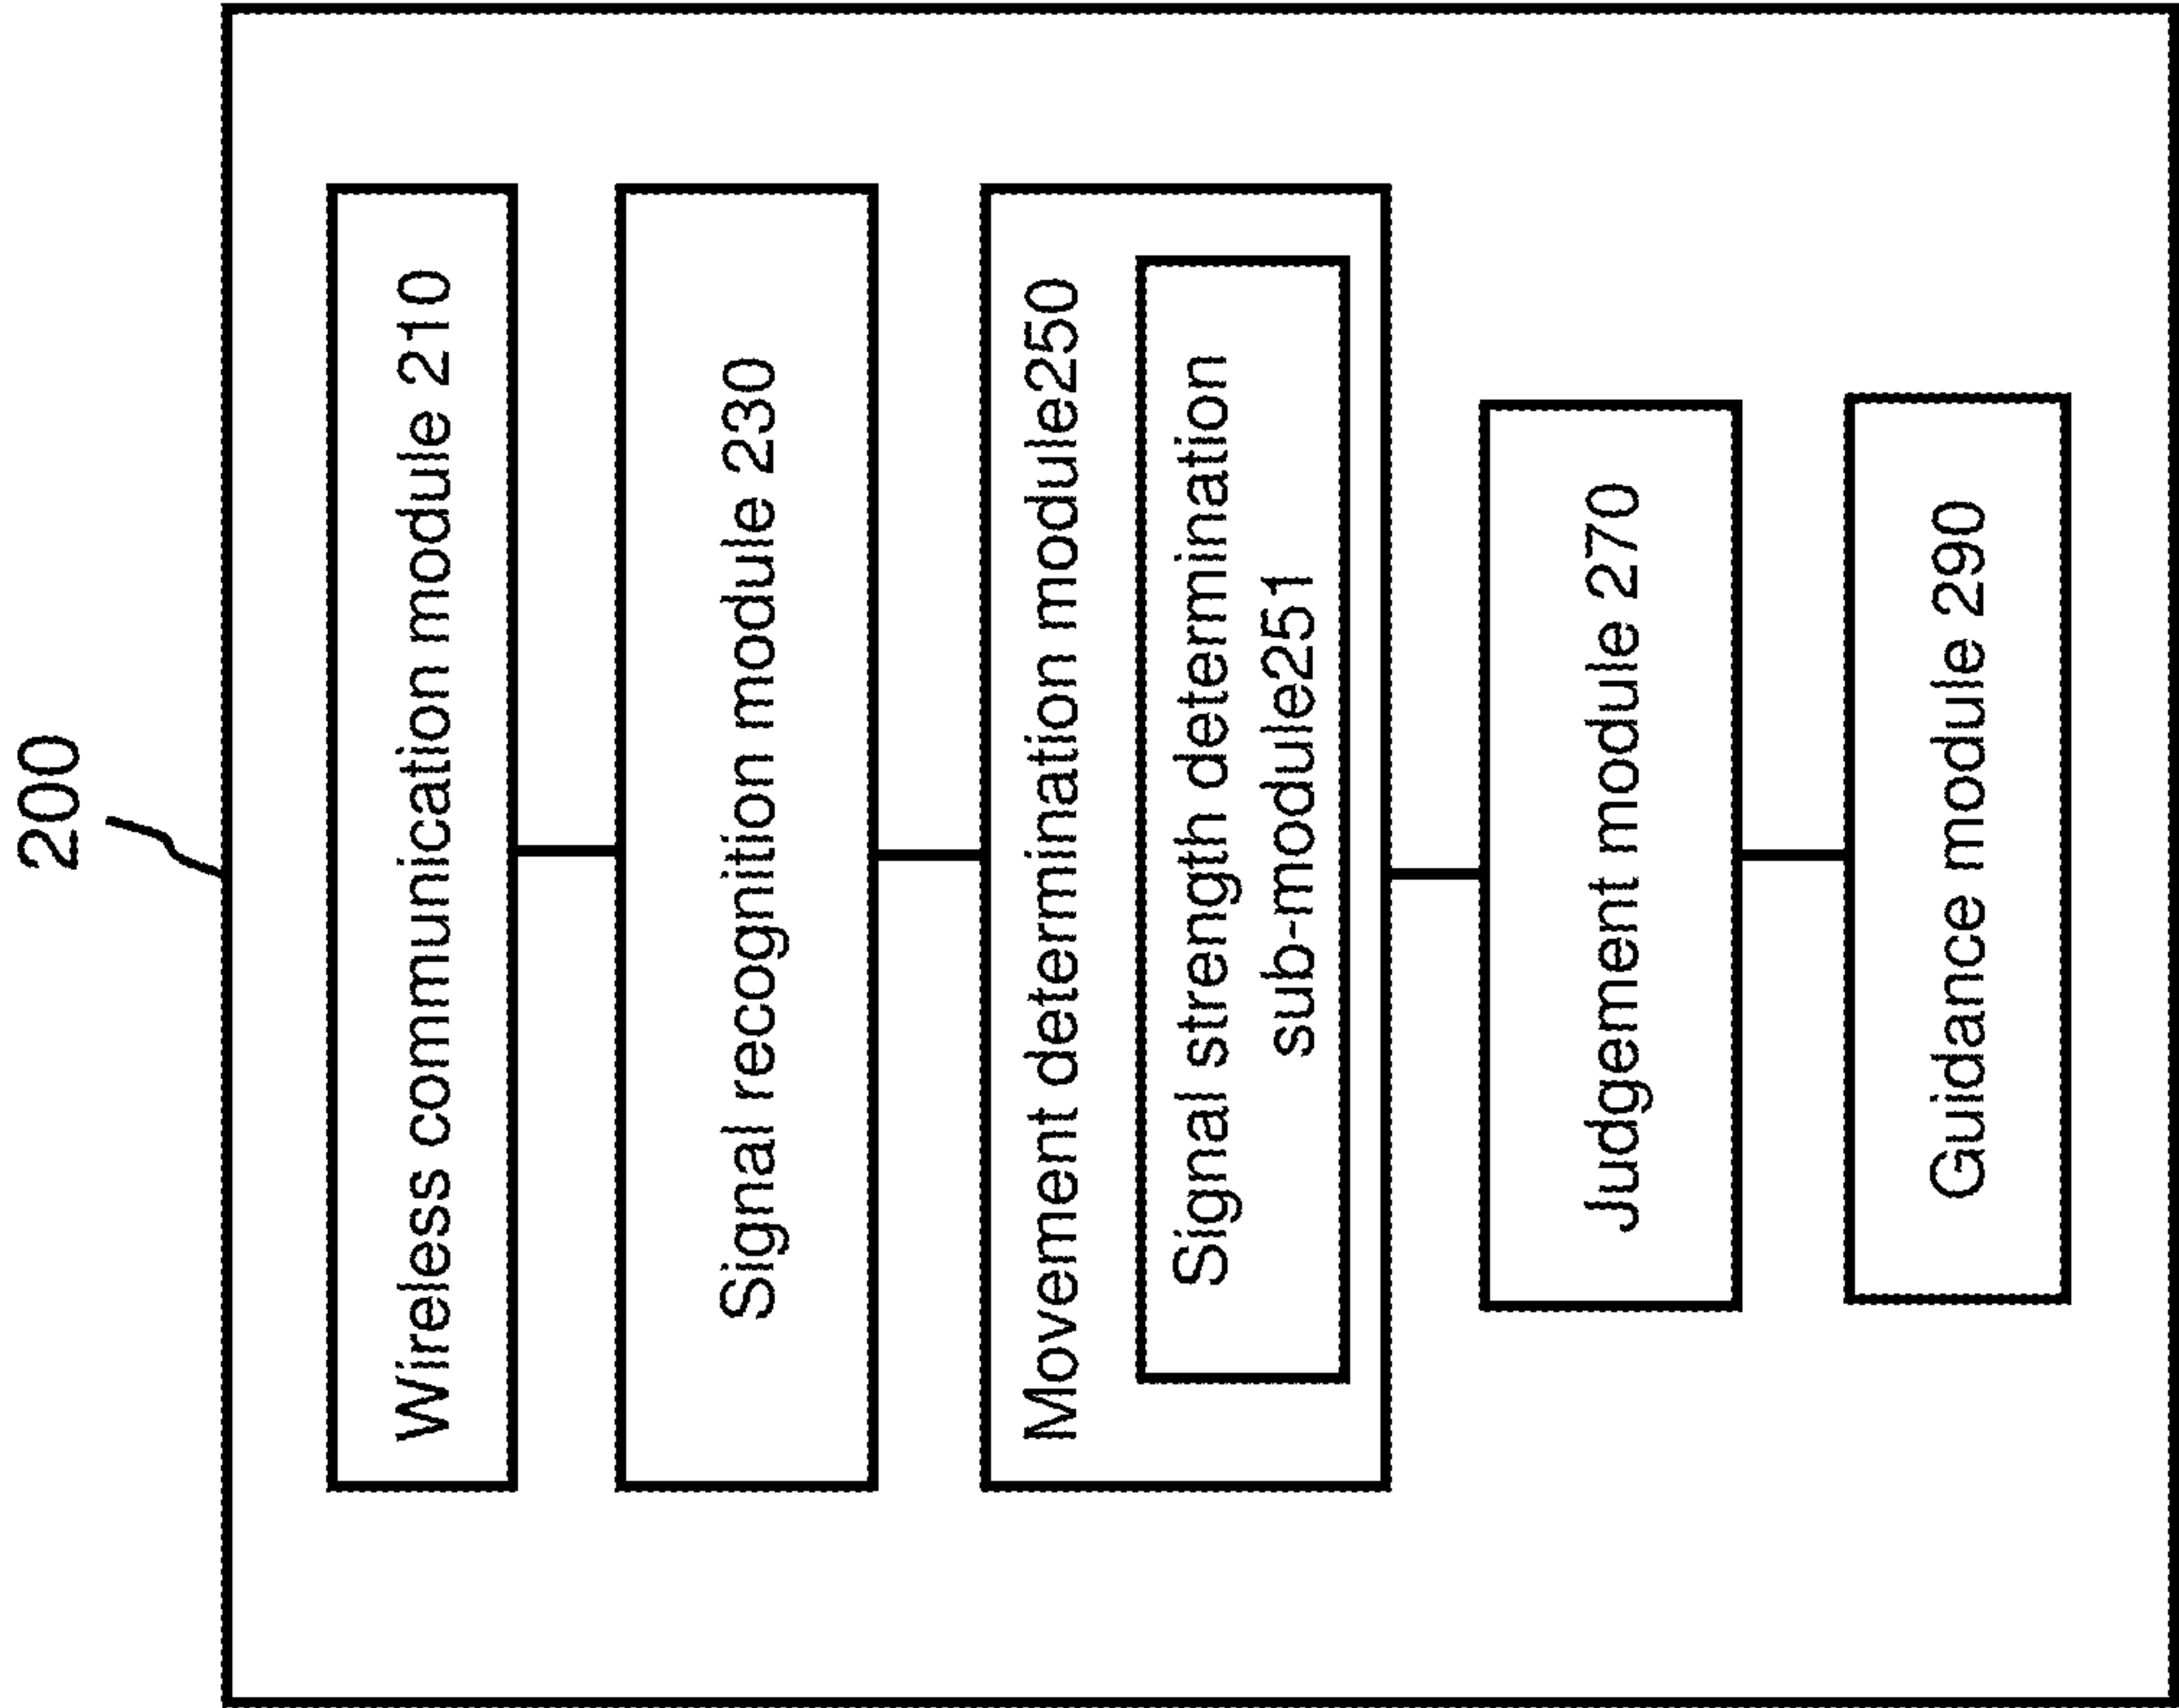 200
Wireless communication module 210
Signal recognition module 230
Movement determination module250
Signal strength determination
sub-module251
Judgement module 270
Guidance module 290